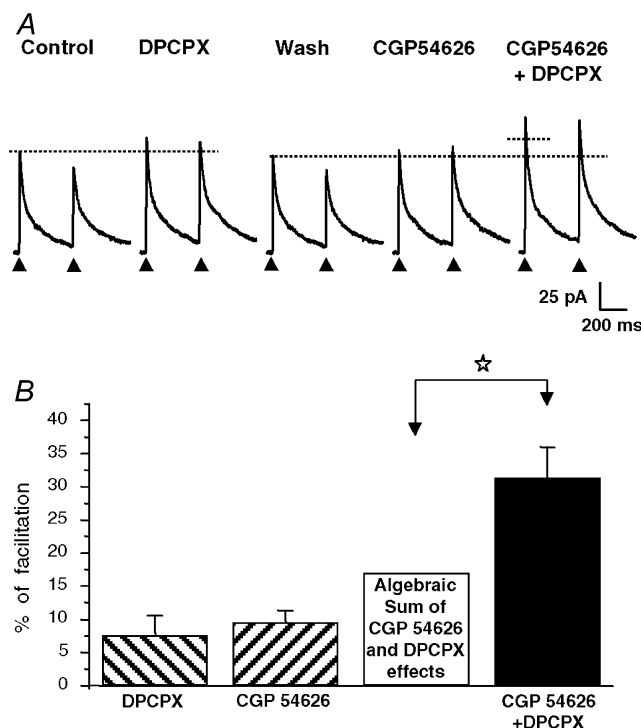 A
Control DPCPX Wash CGP54626 CGP54626
+ DPCPX
25 pA
200 ms
B
% of facilitation
40
35
30
25
20
15
10
5
0
Algebraic
Sum of
CGP 54626
and DPCPX
effects
DPCPX CGP 54626 CGP 54626
+DPCPX